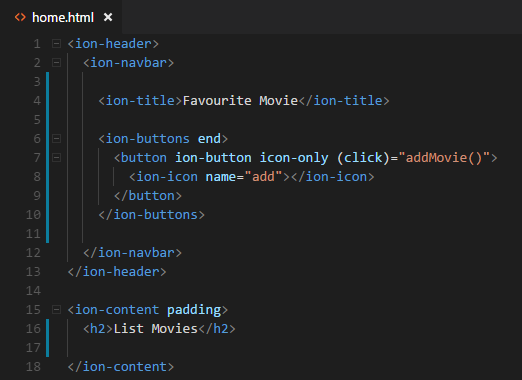 <> home.html ×
1 <ion-header>
2   <ion-navbar>
3
4     <ion-title>Favourite Movie</ion-title>
5
6     <ion-buttons end>
7       <button ion-button icon-only (click)="addMovie()">
8         <ion-icon name="add"></ion-icon>
9       </button>
10     </ion-buttons>
11
12   </ion-navbar>
13 </ion-header>
14
15 <ion-content padding>
16   <h2>List Movies</h2>
17
18 </ion-content>